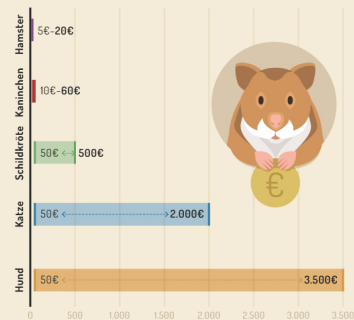 Hamster
5€-20€
Kaninchen
10€-60€
Schildkröte
50€ 500€
Katze
50€ 2.000€
Hund
50€ 3.500€
€
0 500 1.000 1.500 2.000 2.500 3.000 3.500